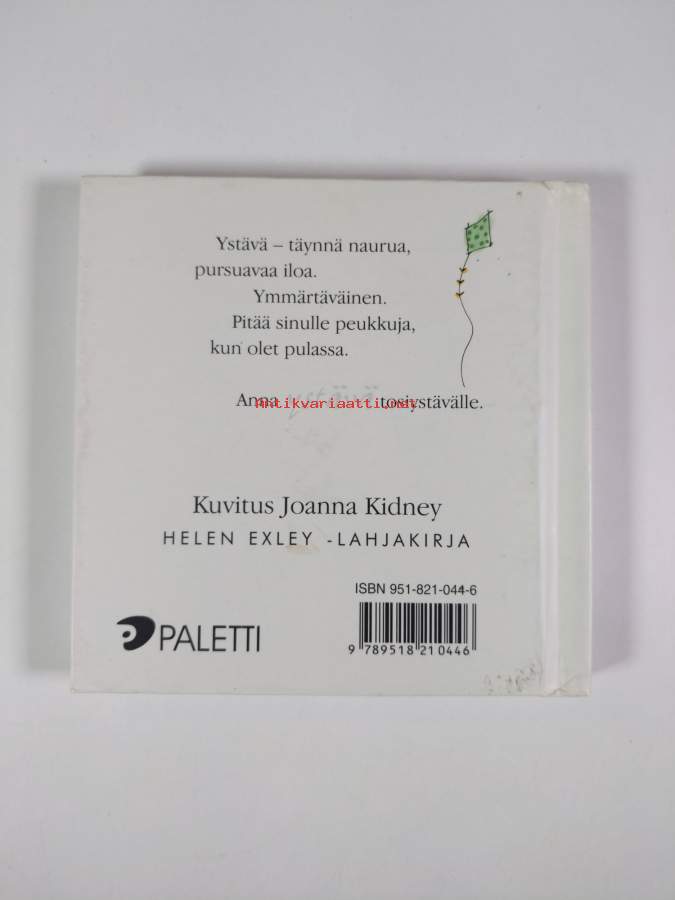 Ystävä – täynnä naurua,
pursuavaa iloa.
Ymmärtäväinen.
Pitää sinulle peukkuja,
kun olet pulassa.
Anna ystävä tosiystävälle.
Antikvariaatti.net
Kuvitus Joanna Kidney
HELEN EXLEY -LAHJAKIRJA
ISBN 951-821-044-6
PALETTI
9 789518 210446